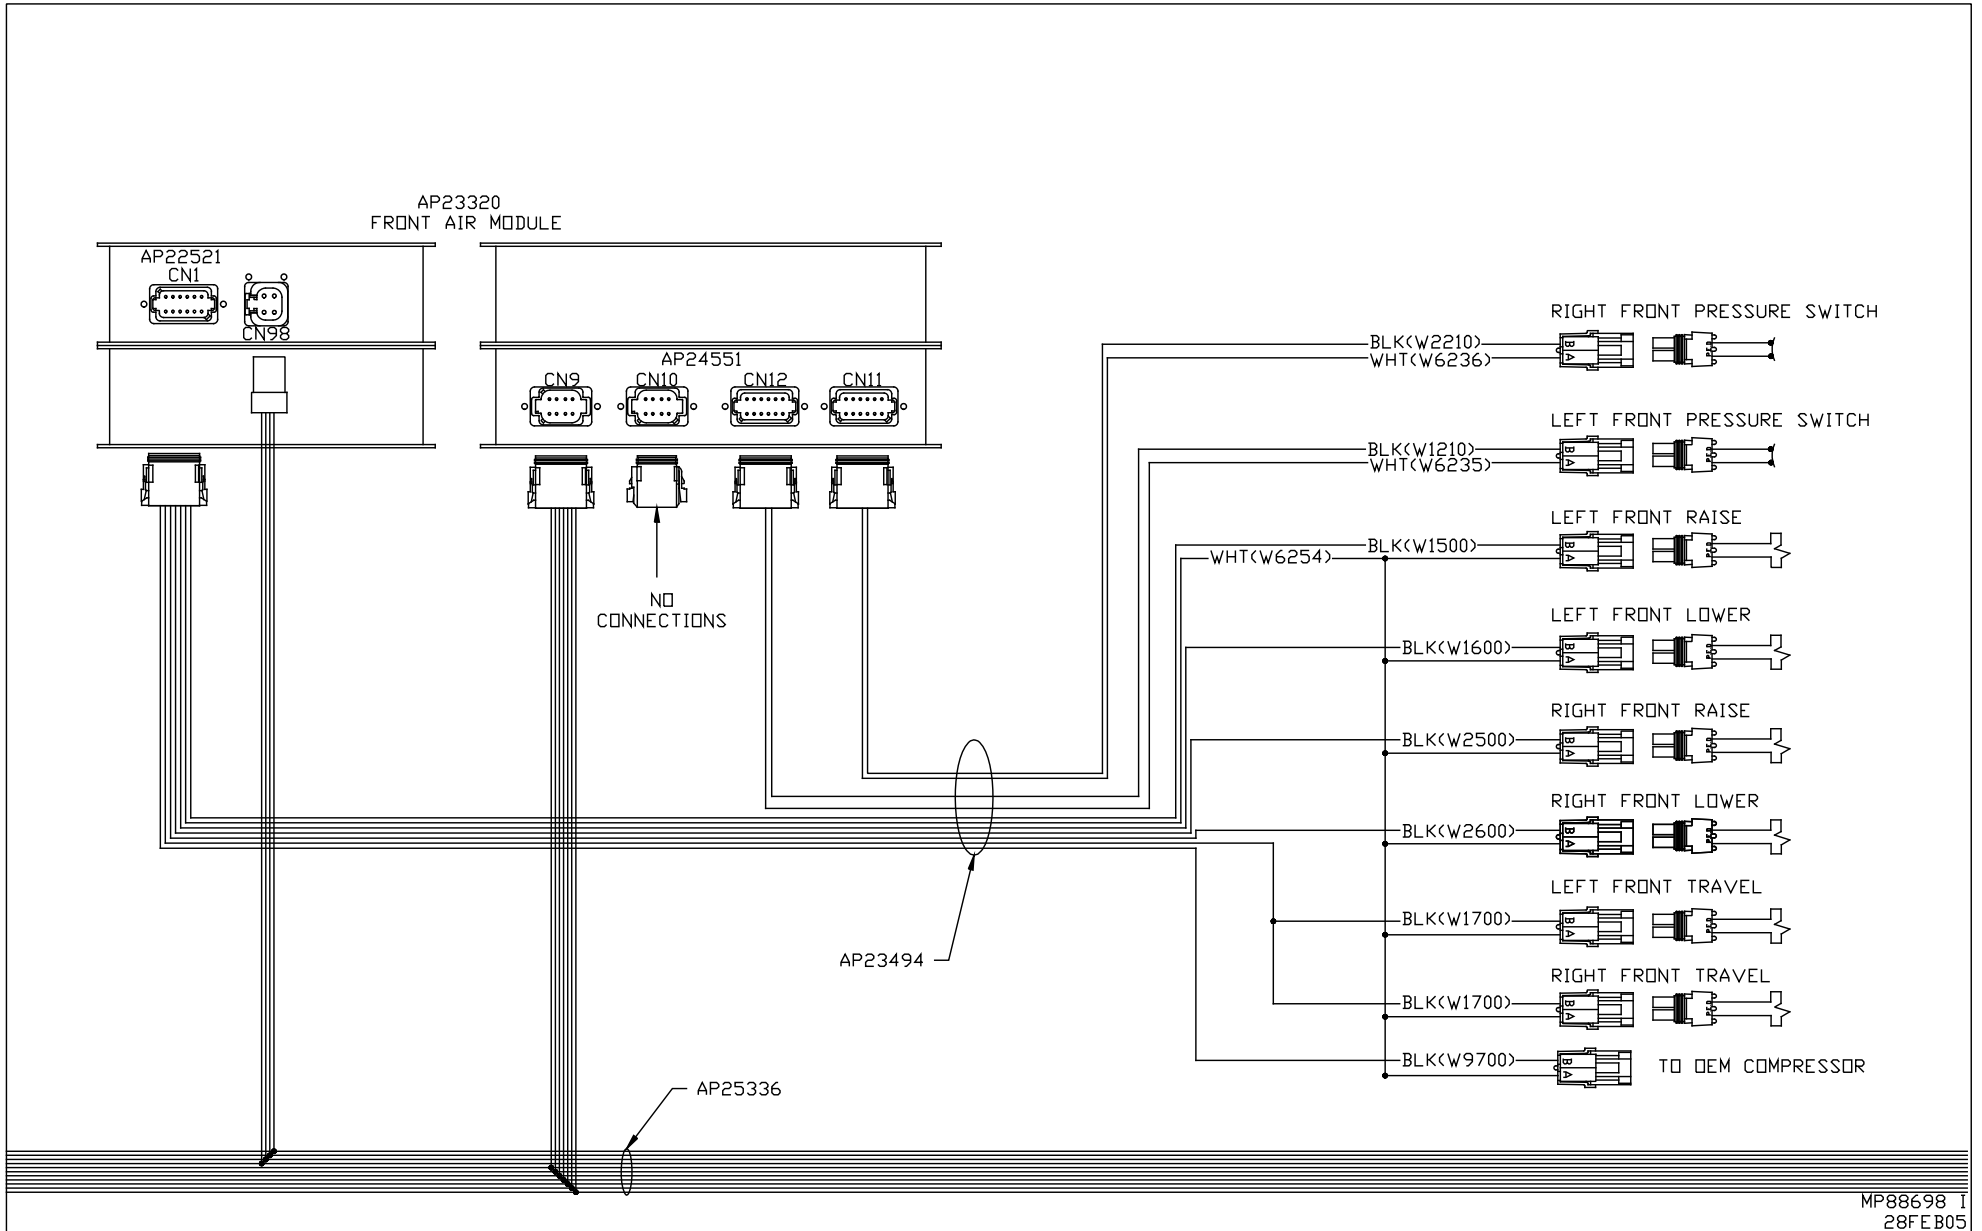 AP23320
FRONT AIR MODULE
AP22521
CN1
CN98
AP24551
CN9
CN10
CN12
CN11
NO
CONNECTIONS
RIGHT FRONT PRESSURE SWITCH
BLK(W2210)
WHT(W6236)
B
A
LEFT FRONT PRESSURE SWITCH
BLK(W1210)
WHT(W6235)
B
A
LEFT FRONT RAISE
BLK(W1500)
WHT(W6254)
B
A
LEFT FRONT LOWER
BLK(W1600)
B
A
RIGHT FRONT RAISE
BLK(W2500)
B
A
RIGHT FRONT LOWER
BLK(W2600)
B
A
LEFT FRONT TRAVEL
BLK(W1700)
B
A
RIGHT FRONT TRAVEL
BLK(W1700)
B
A
BLK(W9700)
B
A
TO OEM COMPRESSOR
AP23494
AP25336
MP88698 I
28FEB05